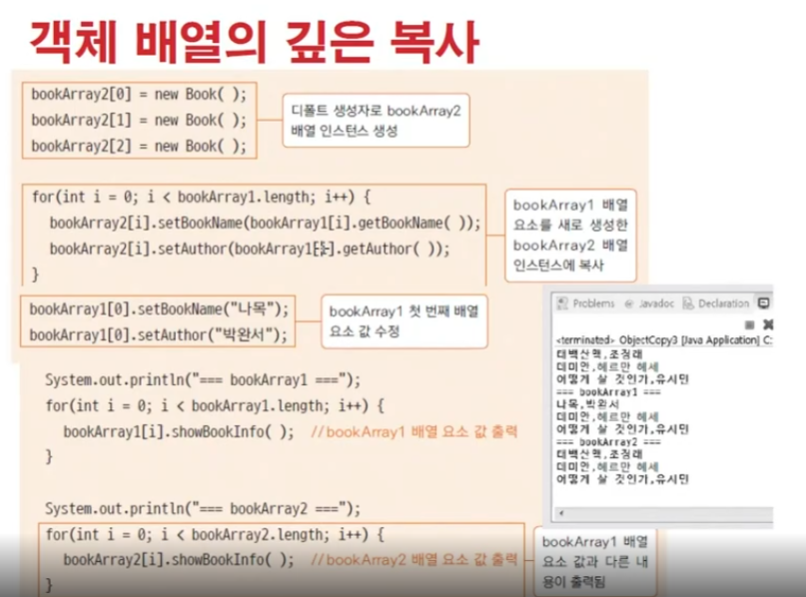 객체 배열의 깊은 복사
bookArray2[0] = new Book( );
bookArray2[1] = new Book( );
bookArray2[2] = new Book( );
디폴트 생성자로 bookArray2
배열 인스턴스 생성
for(int i = 0; i < bookArray1.length; i++) {
bookArray2[i].setBookName(bookArray1[i].getBookName( ));
bookArray2[i].setAuthor(bookArray1[i].getAuthor( ));
}
bookArray1 배열
요소를 새로 생성한
bookArray2 배열
인스턴스에 복사
bookArray1[0].setBookName("나목");
bookArray1[0].setAuthor("박완서");
bookArray1 첫 번째 배열
요소 값 수정
System.out.println("=== bookArray1 ===");
for(int i = 0; i < bookArray1.length; i++) {
bookArray1[i].showBookInfo( ); //bookArray1 배열 요소 값 출력
}
System.out.println("=== bookArray2 ===");
for(int i = 0; i < bookArray2.length; i++) {
bookArray2[i].showBookInfo( ); //bookArray2 배열 요소 값 출력
}
bookArray1 배열
요소 값과 다른 내
용이 출력됨
Problems @ Javadoc Declaration
<terminated> ObjectCopy3 [Java Application] C:
태백산맥,조정래
데미안,헤르만 헤세
어떻게 살 것인가,유시민
=== bookArray1 ===
나목,박완서
데미안,헤르만 헤세
어떻게 살 것인가,유시민
=== bookArray2 ===
태백산맥,조정래
데미안,헤르만 헤세
어떻게 살 것인가,유시민